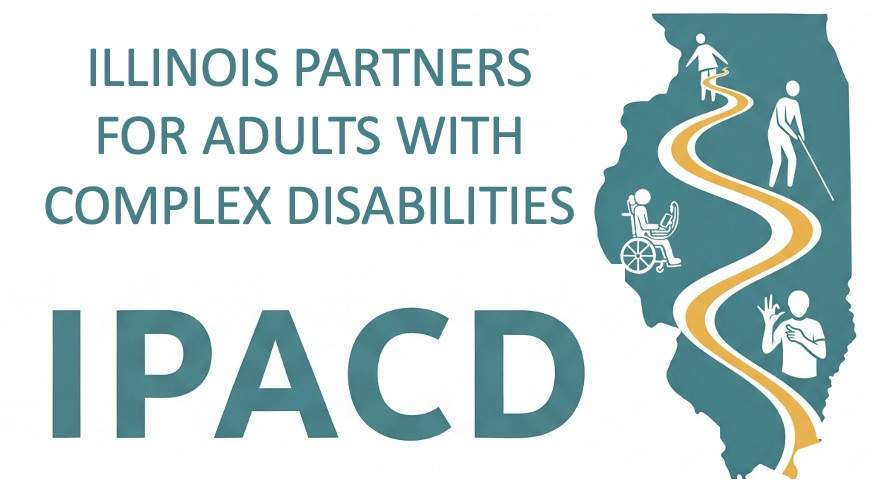 ILLINOIS PARTNERS
FOR ADULTS WITH
COMPLEX DISABILITIES
IPACD